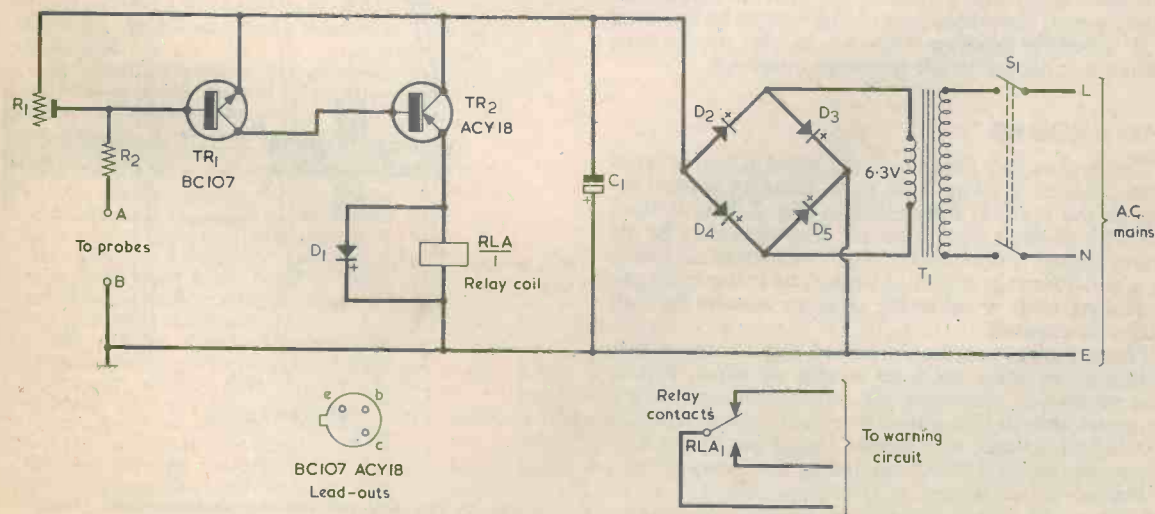 R1
R2
A
To probes
B
TR1
BC107
TR2
ACY18
D1
+
RLA
1
Relay coil
C1
+
D2
+
D3
+
D4
+
D5
+
6·3V
T1
S1
L
N
E
A.C.
mains
e
b
c
BC107 ACY18
Lead-outs
Relay
contacts
RLA1
To warning
circuit